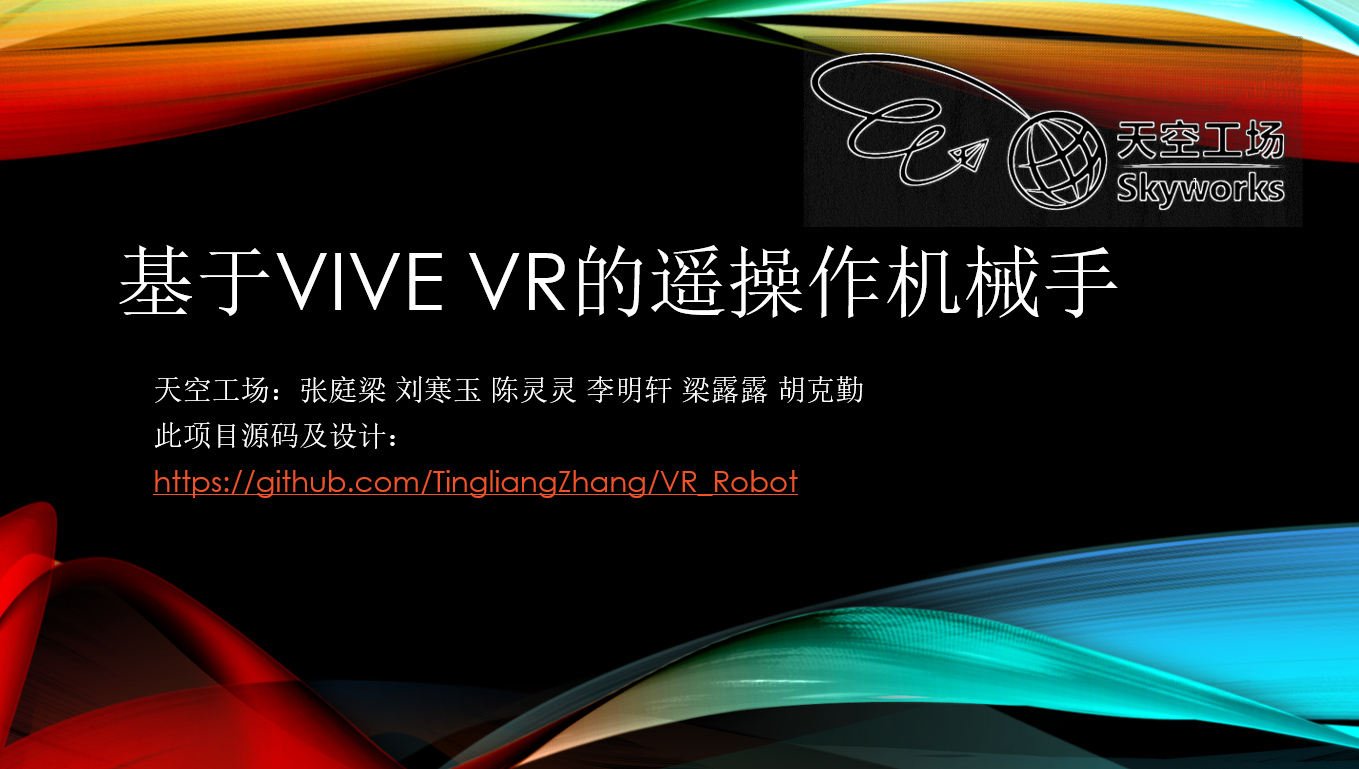 天空工场
Skyworks
基于VIVE VR的遥操作机械手
天空工场：张庭梁 刘寒玉 陈灵灵 李明轩 梁露露 胡克勤
此项目源码及设计：
https://github.com/TingliangZhang/VR_Robot